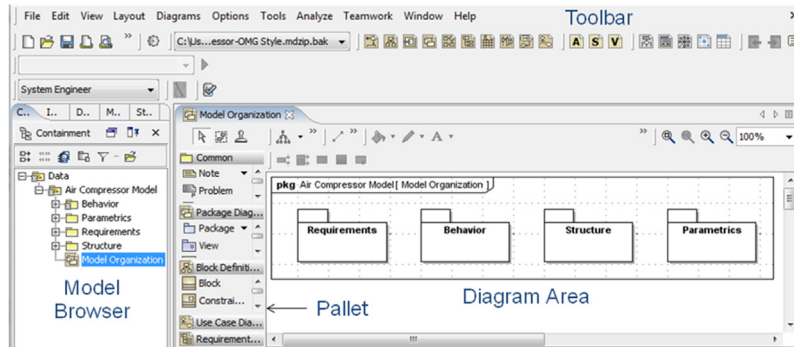 File Edit View Layout Diagrams Options Tools Analyze Teamwork Window Help
Toolbar
C:\Us...essor-OMG Style.mdzip.bak
A S V
System Engineer
C.. I... D... M... St...
Model Organization
Containment
100%
Common
Note
Problem
Package Diag...
Package
View
Block Definiti...
Block
Constrai...
Use Case Dia...
Requirement...
Data
Air Compressor Model
Behavior
Parametrics
Requirements
Structure
Model Organization
Model
Browser
pkg Air Compressor Model[ Model Organization ]
Requirements
Behavior
Structure
Parametrics
Diagram Area
Pallet